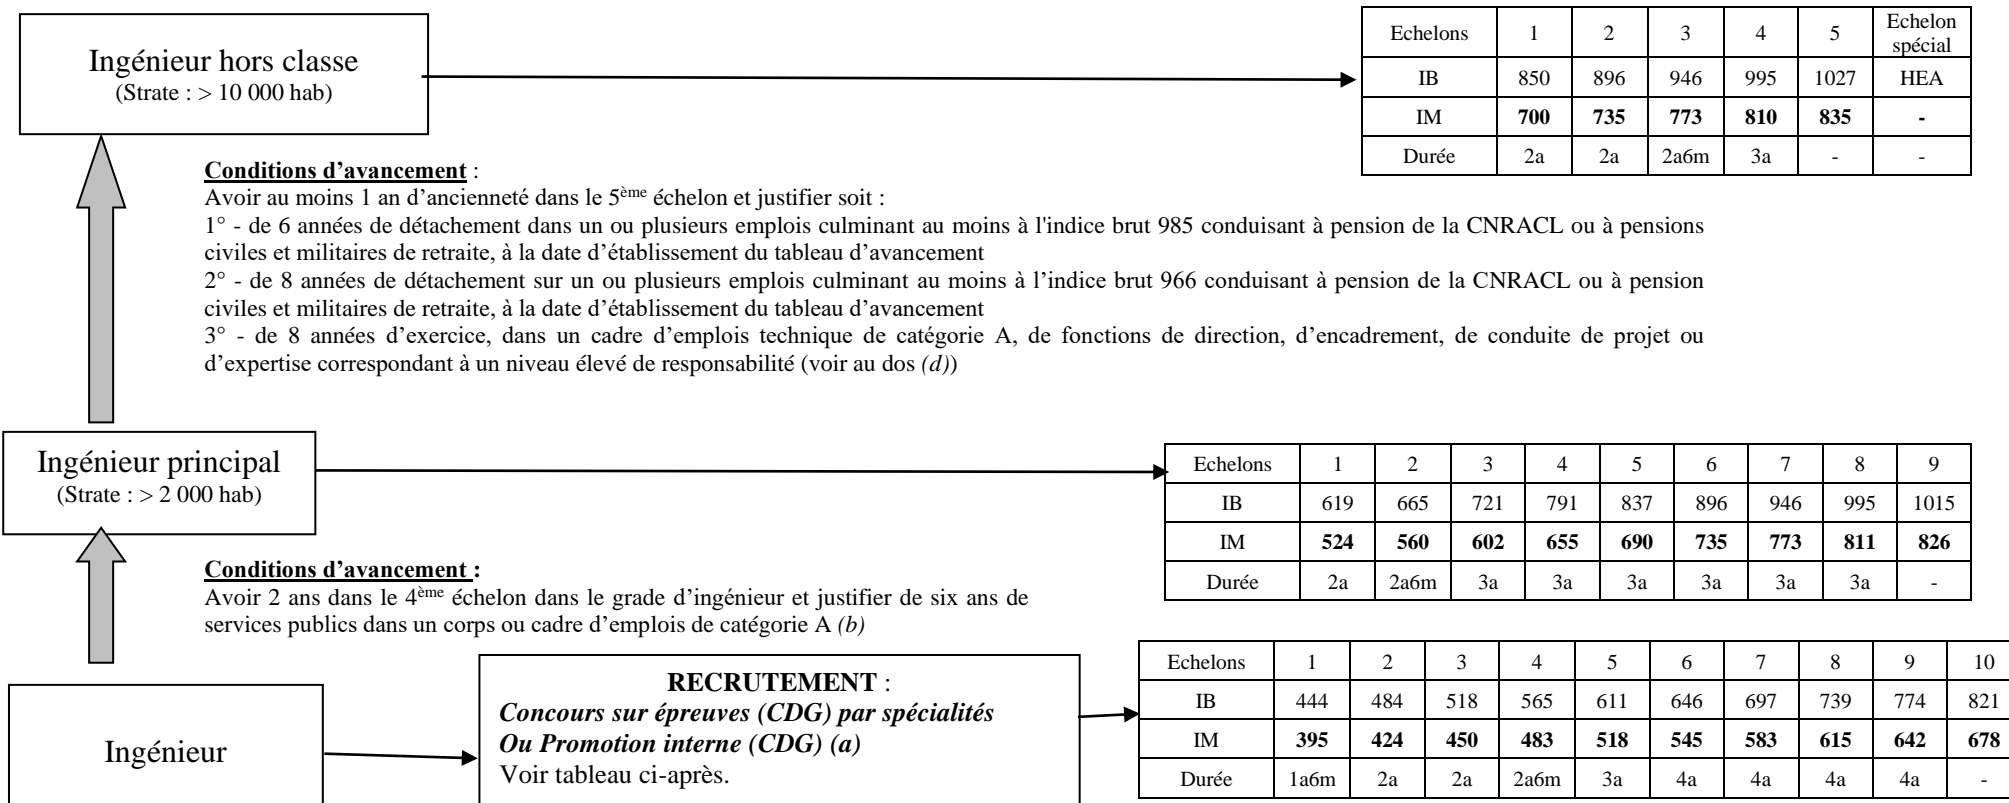 Ingénieur hors classe
(Strate : > 10 000 hab)
Echelons 1 2 3 4 5 Echelon spécial
IB 850 896 946 995 1027 HEA
IM 700 735 773 810 835 -
Durée 2a 2a 2a6m 3a - -
Conditions d’avancement :
Avoir au moins 1 an d’ancienneté dans le 5ème échelon et justifier soit :
1° - de 6 années de détachement dans un ou plusieurs emplois culminant au moins à l'indice brut 985 conduisant à pension de la CNRACL ou à pensions
civiles et militaires de retraite, à la date d’établissement du tableau d’avancement
2° - de 8 années de détachement sur un ou plusieurs emplois culminant au moins à l’indice brut 966 conduisant à pension de la CNRACL ou à pension
civiles et militaires de retraite, à la date d’établissement du tableau d’avancement
3° - de 8 années d’exercice, dans un cadre d’emplois technique de catégorie A, de fonctions de direction, d’encadrement, de conduite de projet ou
d’expertise correspondant à un niveau élevé de responsabilité (voir au dos (d))
Ingénieur principal
(Strate : > 2 000 hab)
Echelons 1 2 3 4 5 6 7 8 9
IB 619 665 721 791 837 896 946 995 1015
IM 524 560 602 655 690 735 773 811 826
Durée 2a 2a6m 3a 3a 3a 3a 3a 3a -
Conditions d’avancement :
Avoir 2 ans dans le 4ème échelon dans le grade d’ingénieur et justifier de six ans de
services publics dans un corps ou cadre d’emplois de catégorie A (b)
Ingénieur
RECRUTEMENT :
Concours sur épreuves (CDG) par spécialités
Ou Promotion interne (CDG) (a)
Voir tableau ci-après.
Echelons 1 2 3 4 5 6 7 8 9 10
IB 444 484 518 565 611 646 697 739 774 821
IM 395 424 450 483 518 545 583 615 642 678
Durée 1a6m 2a 2a 2a6m 3a 4a 4a 4a 4a -